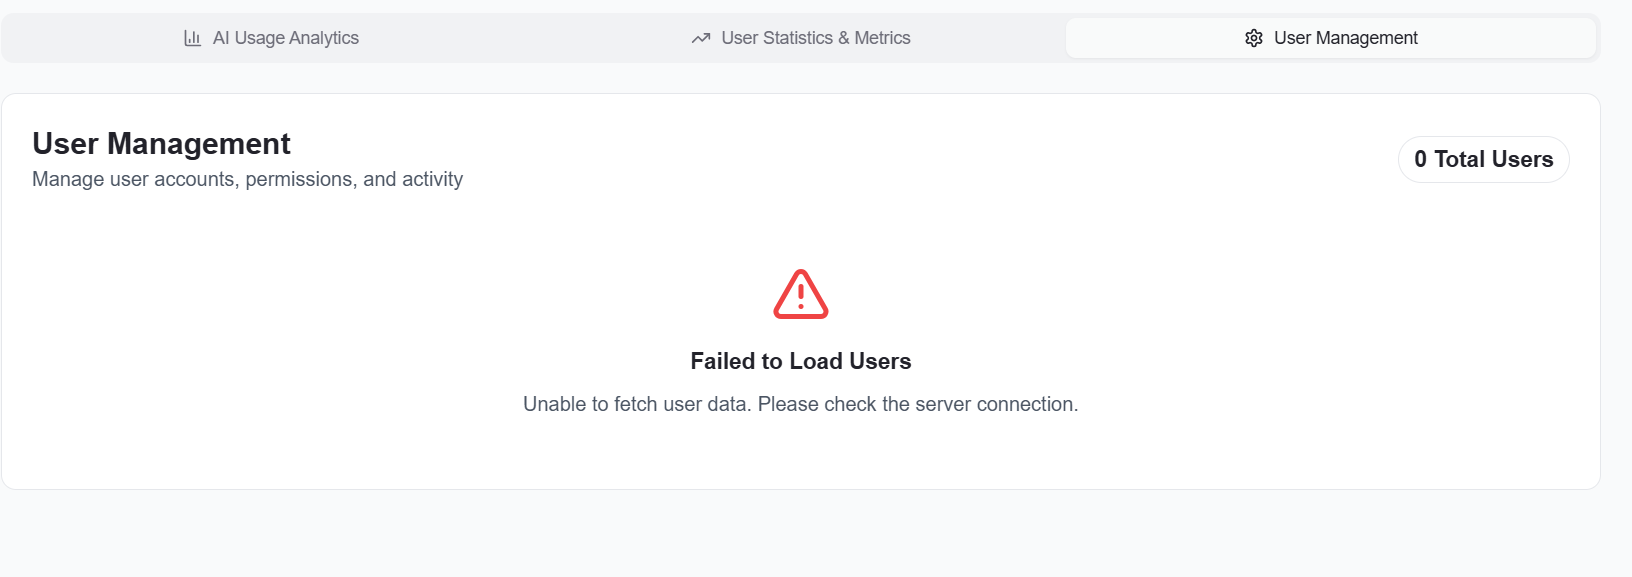 AI Usage Analytics
User Statistics & Metrics
User Management
User Management
Manage user accounts, permissions, and activity
0 Total Users
Failed to Load Users
Unable to fetch user data. Please check the server connection.